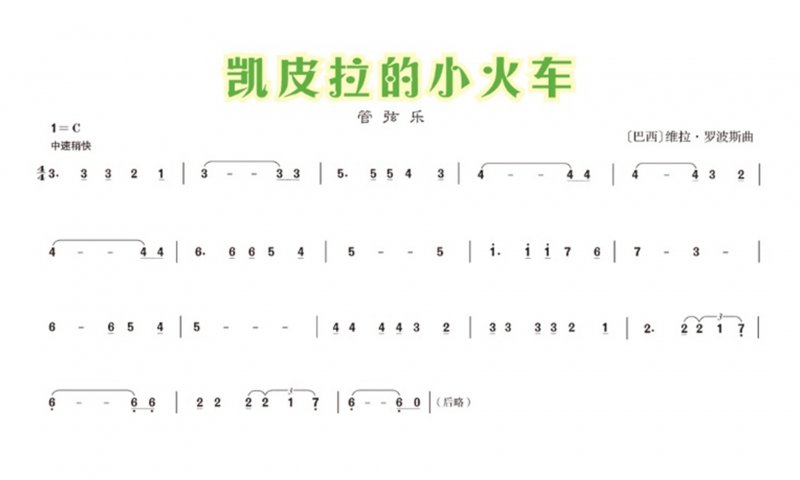 凯皮拉的小火车
管弦乐
1=C
〔巴西〕维拉·罗波斯曲
中速稍快
4/4 3. 3 3 2 1 | 3 - - 3 3 | 5. 5 5 4 3 | 4 - - 4 4 | 4 - - 4 3 2 |
4 - - 4 4 | 6. 6 6 5 4 | 5 - - 5 | 1. 1 1 7 6 | 7 - 3 - |
6 - 6 5 4 | 5 - - - | 4 4 4 4 3 2 | 3 3 3 2 1 | 2. 2 2 1 7 |
6 - - 6 6 | 2 2 2 2 1 7 | 6 - - 6 0 | (后略)